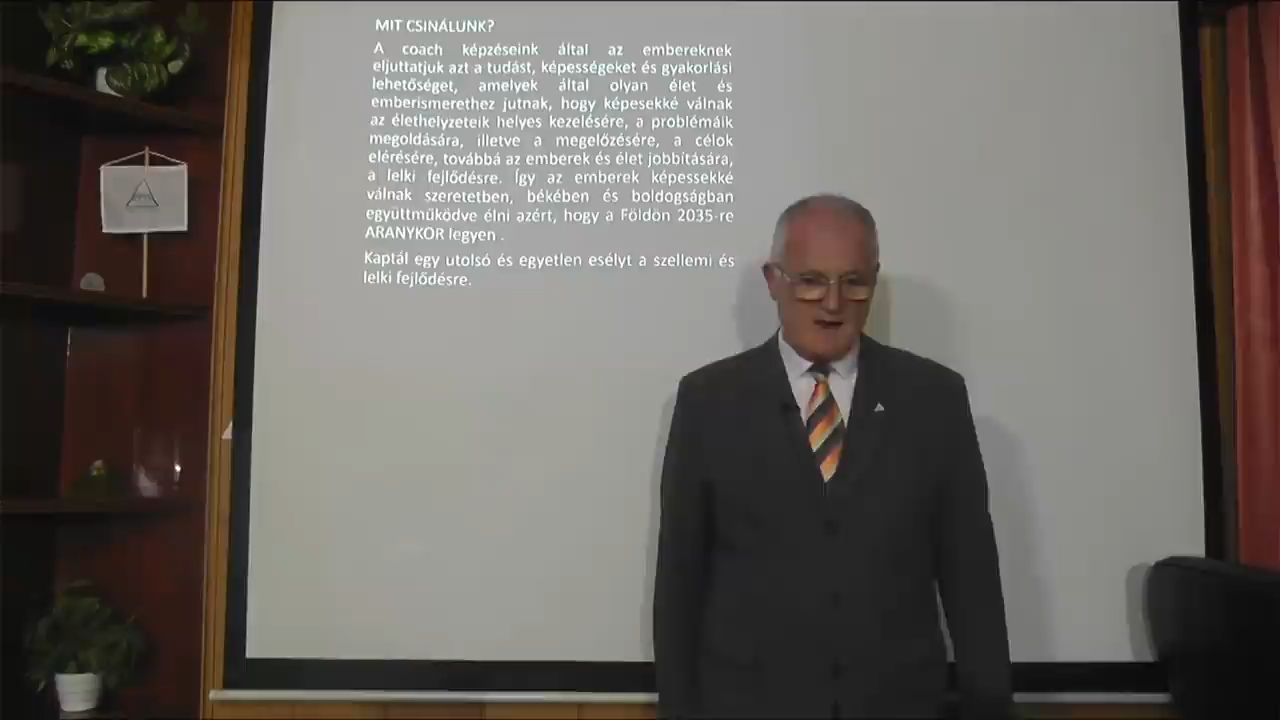 MIT CSINÁLUNK?
A coach képzéseink által az embereknek
eljuttatjuk azt a tudást, képességeket és gyakorlási
lehetőséget, amelyek által olyan élet és
emberismerethez jutnak, hogy képesekké válnak
az élethelyzeteik helyes kezelésére, a problémáik
megoldására, illetve a megelőzésére, a célok
elérésére, továbbá az emberek és élet jobbítására,
a lelki fejlődésre. Így az emberek képessekké
válnak szeretetben, békében és boldogságban
együttműködve élni azért, hogy a Földön 2035-re
ARANYKOR legyen .
Kaptál egy utolsó és egyetlen esélyt a szellemi és
lelki fejlődésre.